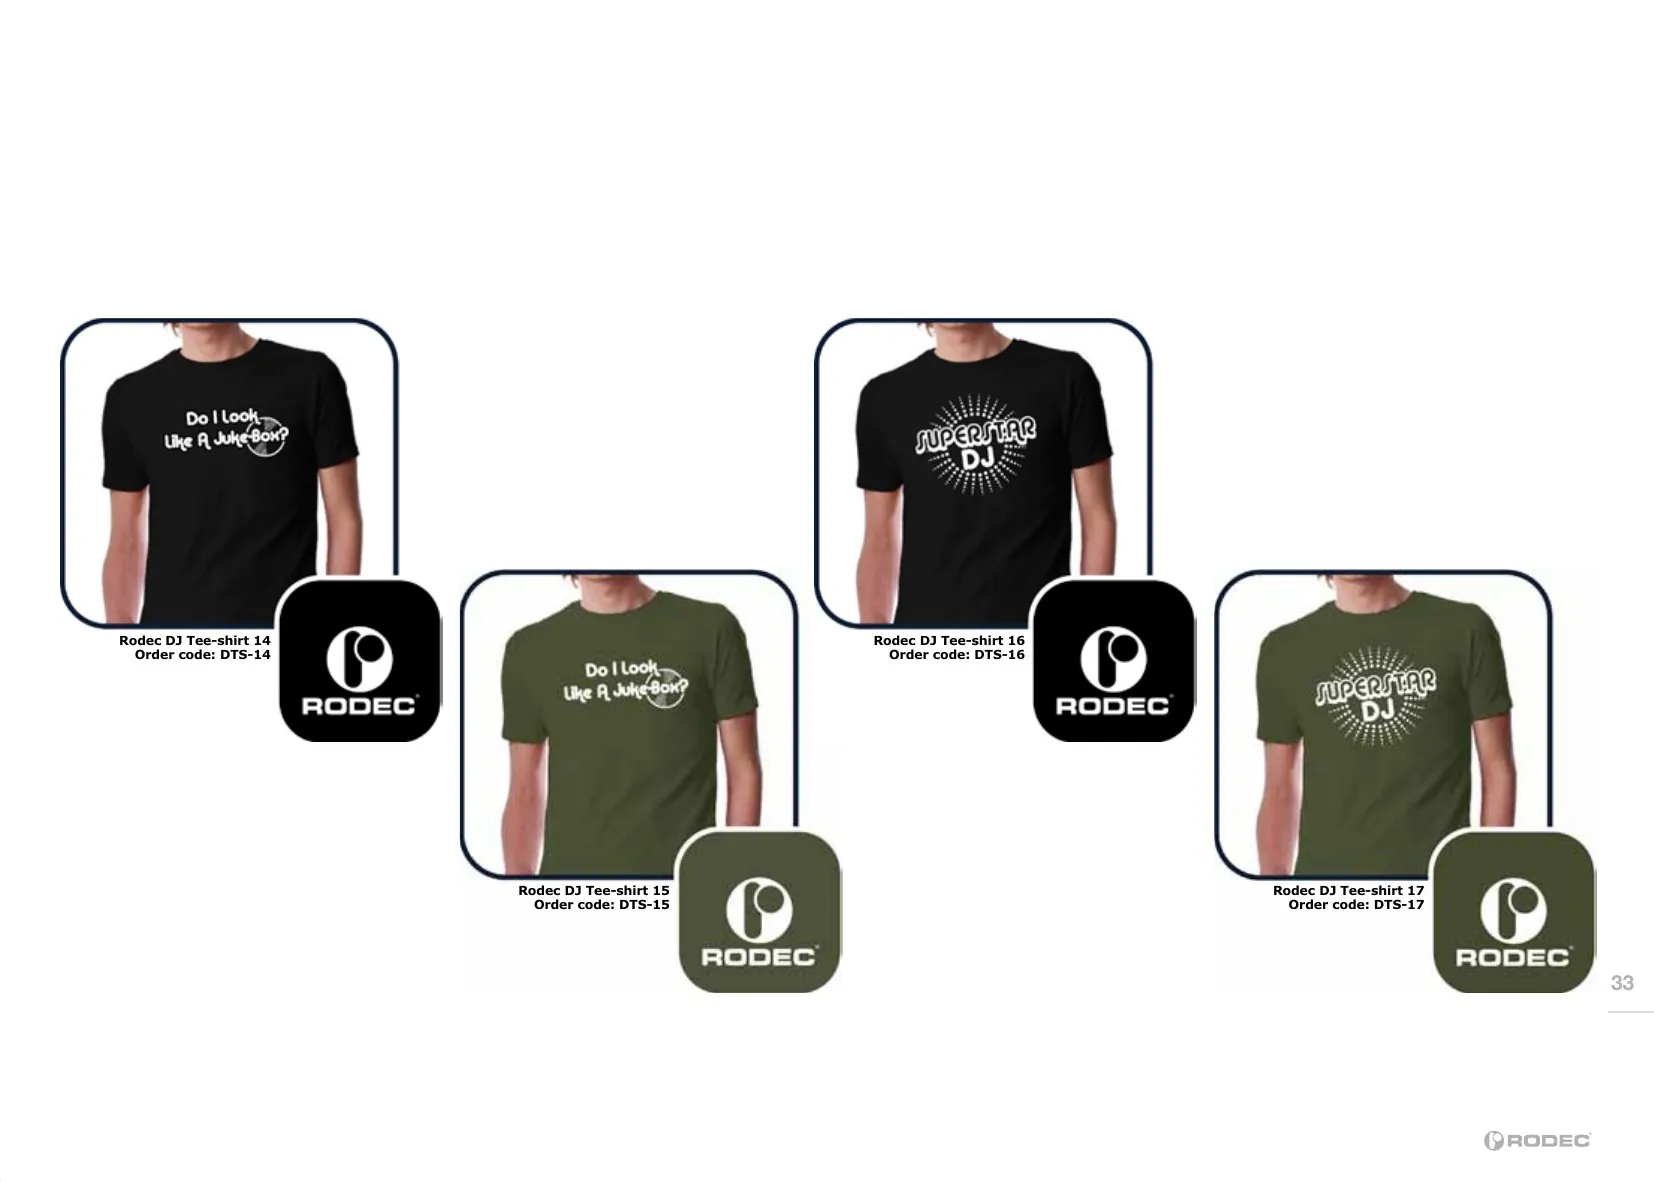 Do I Look
Like A Juke-Box?
Rodec DJ Tee-shirt 14
Order code: DTS-14
RODEC
Do I Look
Like A Juke-Box?
Rodec DJ Tee-shirt 15
Order code: DTS-15
RODEC
SUPERSTAR
DJ
Rodec DJ Tee-shirt 16
Order code: DTS-16
RODEC
SUPERSTAR
DJ
Rodec DJ Tee-shirt 17
Order code: DTS-17
RODEC
33
RODEC